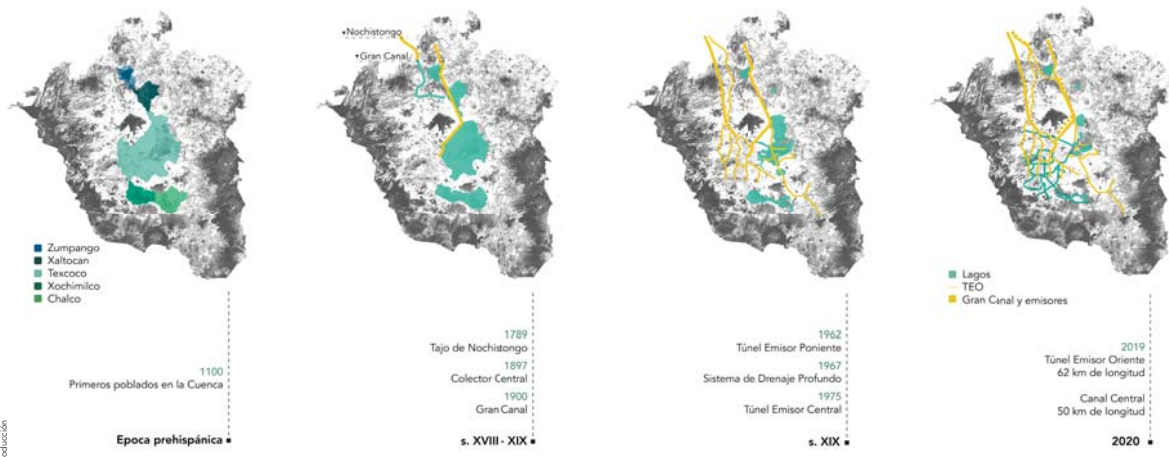 •Nochistongo
•Gran Canal
Zumpango
Xaltocan
Texcoco
Xochimilco
Chalco
1100
Primeros poblados en la Cuenca
Epoca prehispánica
1789
Tajo de Nochistongo
1897
Colector Central
1900
Gran Canal
s. XVIII - XIX
1962
Túnel Emisor Poniente
1967
Sistema de Drenaje Profundo
1975
Túnel Emisor Central
s. XIX
Lagos
TEO
Gran Canal y emisores
2019
Túnel Emisor Oriente
62 km de longitud
Canal Central
50 km de longitud
2020
oducción